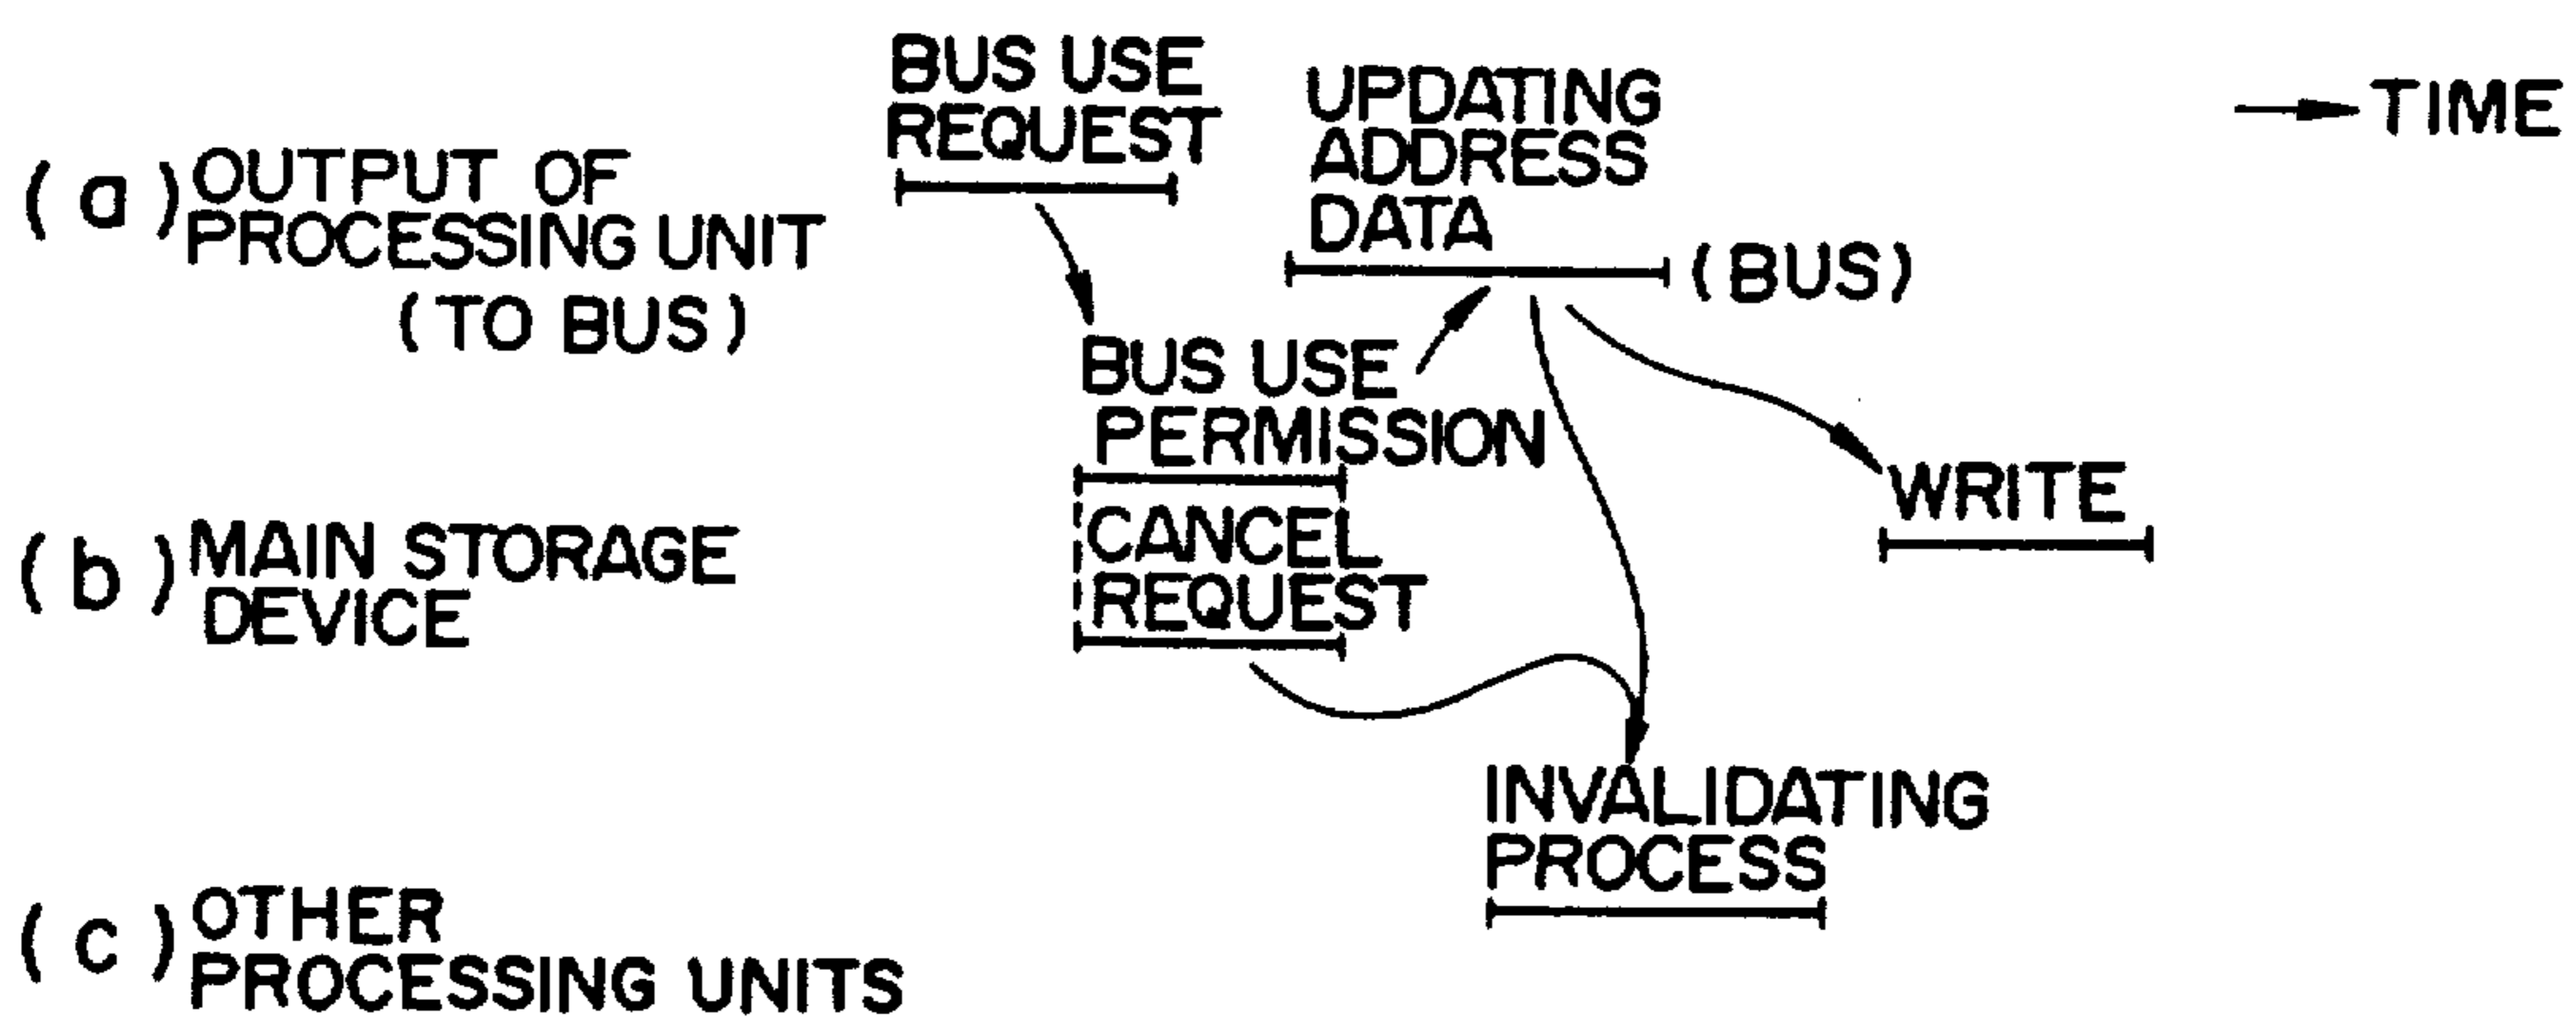 BUS USE
REQUEST
UPDATING
ADDRESS
DATA
(BUS)
→ TIME
(a) OUTPUT OF
PROCESSING UNIT
(TO BUS)
BUS USE
PERMISSION
CANCEL
REQUEST
WRITE
(b) MAIN STORAGE
DEVICE
INVALIDATING
PROCESS
(c) OTHER
PROCESSING UNITS